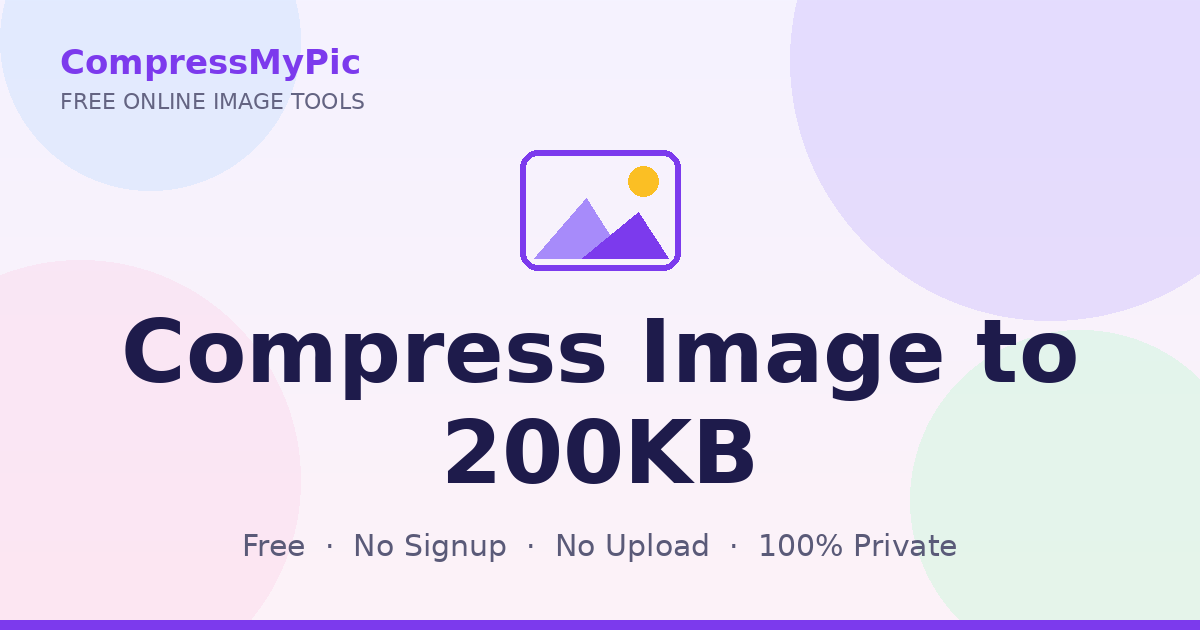 CompressMyPic
FREE ONLINE IMAGE TOOLS
Compress Image to
200KB
Free · No Signup · No Upload · 100% Private